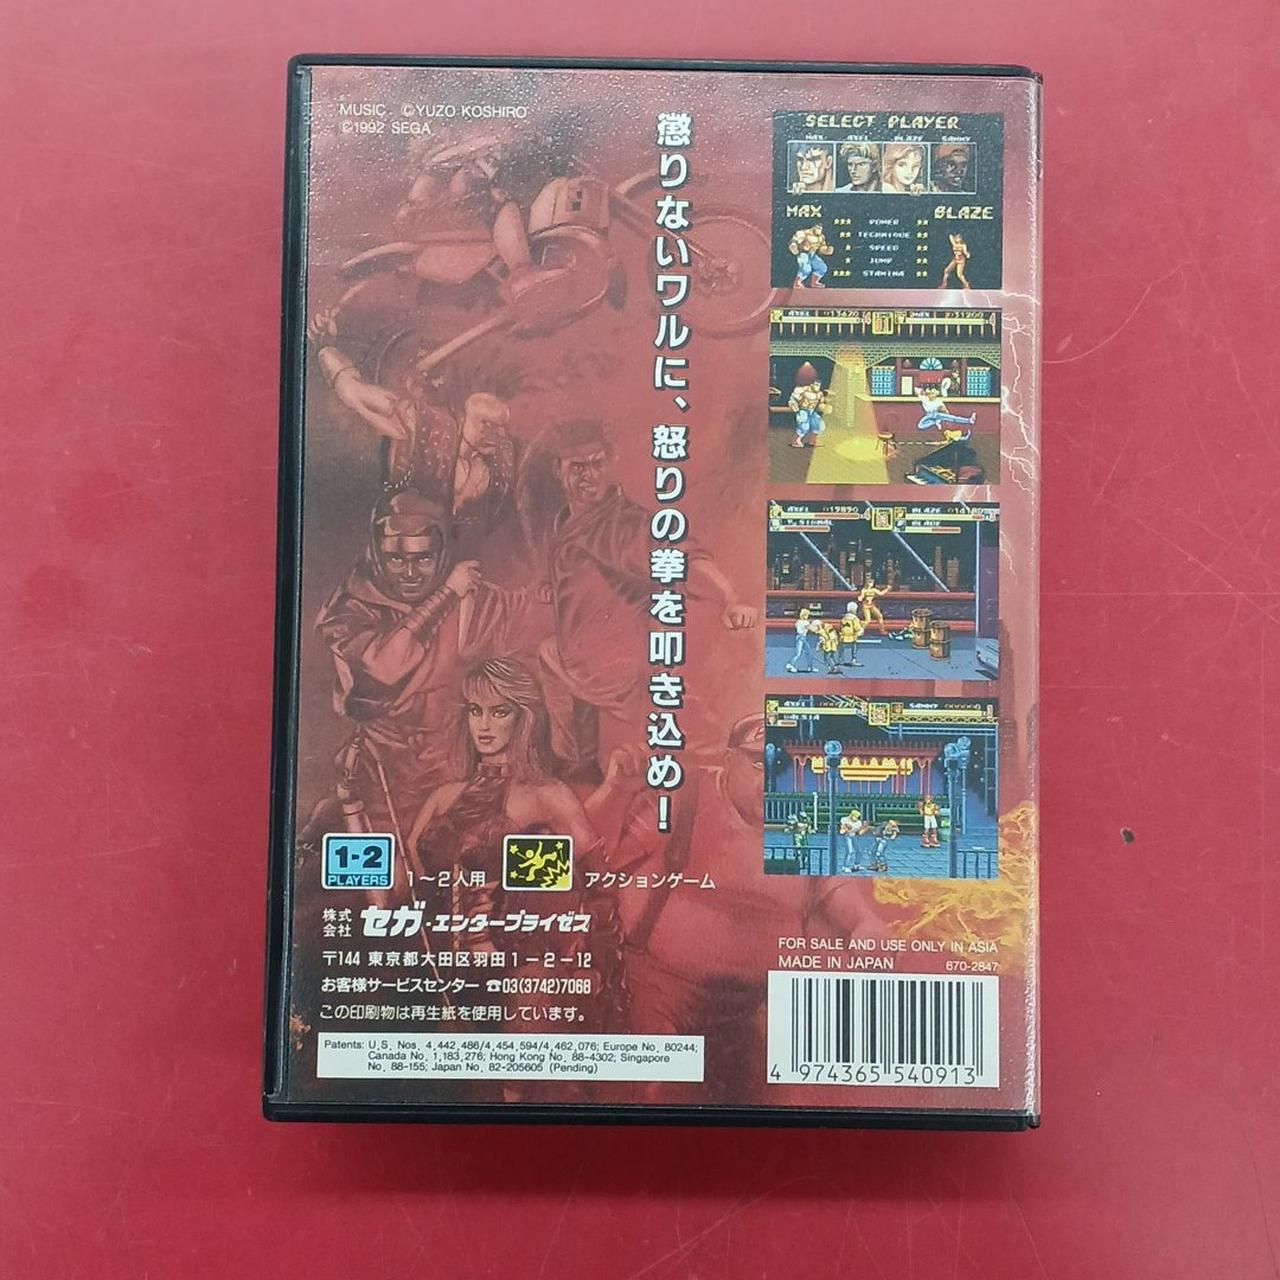 MUSIC ©YUZO KOSHIRO
©1992 SEGA
懲りないワルに、怒りの拳を叩き込め！
SELECT PLAYER
MAX AXEL BLAZE SAMMY
MAX BLAZE
★★★ POWER ★★
★★ TECHNIQUE ★★
★ SPEED ★★
★ JUMP ★★
★★★ STAMINA ★★
AXEL MAX
AXEL BLAZE
Y. SIGNAL BLADE
AXEL SAMMY
GALSIA
1-2
PLAYERS
1〜2人用
アクションゲーム
株式会社 セガ・エンタープライゼス
〒144 東京都大田区羽田1-2-12
お客様サービスセンター ☎03(3742)7068
この印刷物は再生紙を使用しています。
Patents: U.S. Nos. 4,442,486/4,454,594/4,462,076; Europe No. 80244;
Canada No. 1,183,276; Hong Kong No. 88-4302; Singapore
No. 88-155; Japan No. 82-205605 (Pending)
FOR SALE AND USE ONLY IN ASIA
MADE IN JAPAN 670-2847
4 974365 540913